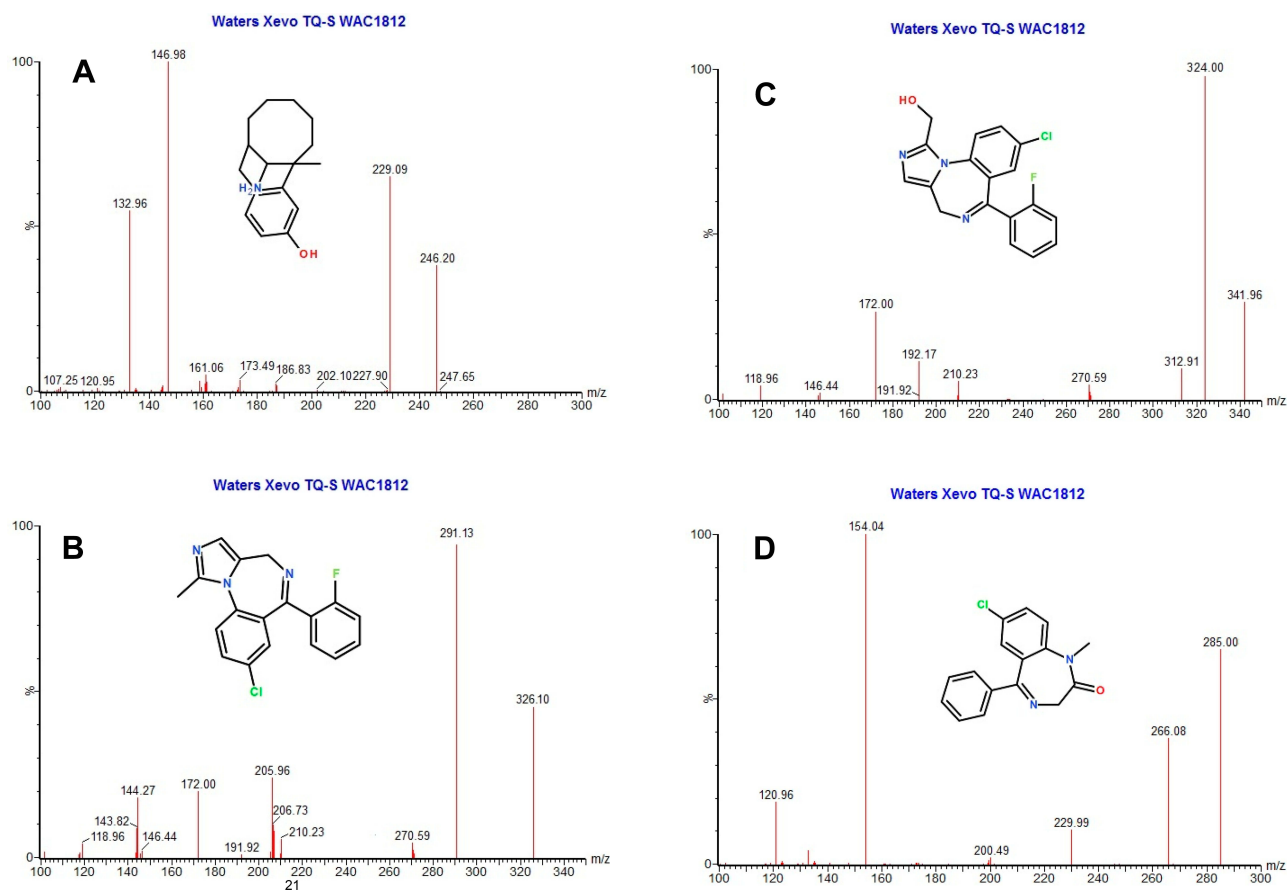 Waters Xevo TQ-S WAC1812
A
100
%
0
146.98
132.96
229.09
246.20
107.25
120.95
161.06
173.49
186.83
202.10
227.90
247.65
H2N
OH
100 120 140 160 180 200 220 240 260 280 300
m/z
Waters Xevo TQ-S WAC1812
C
100
%
0
324.00
341.96
172.00
192.17
118.96
146.44
191.92
210.23
270.59
312.91
HO
N
N
N
Cl
F
100 120 140 160 180 200 220 240 260 280 300 320 340
m/z
Waters Xevo TQ-S WAC1812
B
100
%
0
291.13
326.10
205.96
206.73
172.00
144.27
143.82
118.96
146.44
191.92
210.23
270.59
N
N
N
F
Cl
100 120 140 160 180 200 220 240 260 280 300 320 340
m/z
21
Waters Xevo TQ-S WAC1812
D
100
%
0
154.04
285.00
266.08
120.96
229.99
200.49
Cl
N
O
N
100 120 140 160 180 200 220 240 260 280 300
m/z